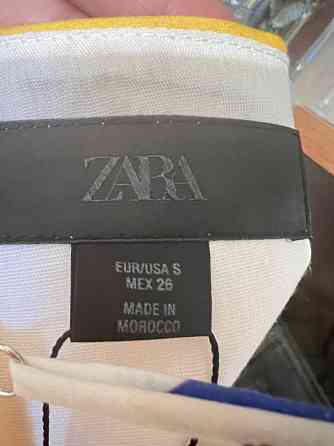 ZARA
EUR/USA S
MEX 26
MADE IN
MOROCCO